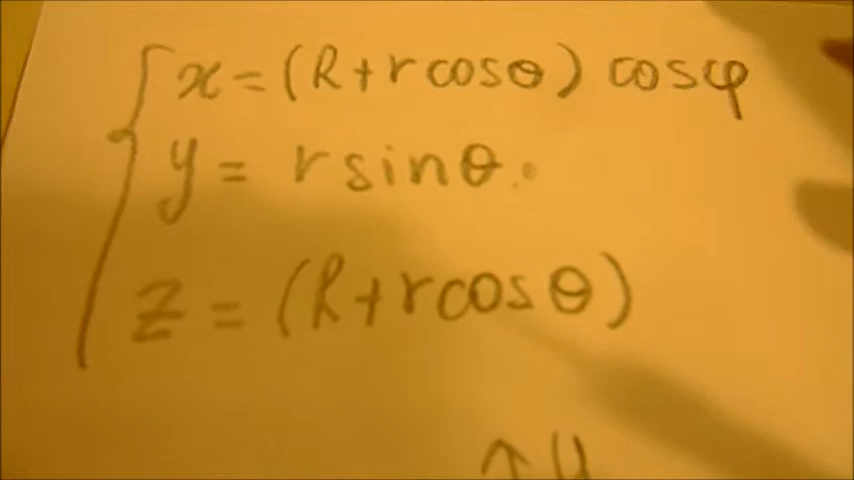 x = (R + r cos θ) cos φ
y = r sin θ.
z = (R + r cos θ)